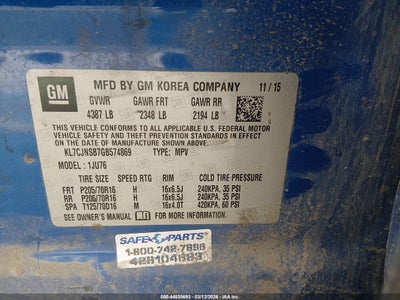 GM
MFD BY GM KOREA COMPANY 11/15
GVWR GAWR FRT GAWR RR
4387 LB 2348 LB 2194 LB
THIS VEHICLE CONFORMS TO ALL APPLICABLE U.S. FEDERAL MOTOR
VEHICLE SAFETY AND THEFT PREVENTION STANDARDS IN EFFECT ON
THE DATE OF MANUFACTURE SHOWN ABOVE.
KL7CJNSB7GB574869 TYPE: MPV
MODEL: 1JU76
TIRE SIZE SPEED RTG RIM COLD TIRE PRESSURE
FRT P205/70R16 H 16x6.5J 240KPA, 35 PSI
RR P205/70R16 H 16x6.5J 240KPA, 35 PSI
SPA T125/70D16 M 16x4.0T 420KPA, 60 PSI
SEE OWNER'S MANUAL FOR MORE INFORMATION.
SAFE PARTS
1-800-742-7896
000-44930693 - 03/12/2026 - IAA Inc.